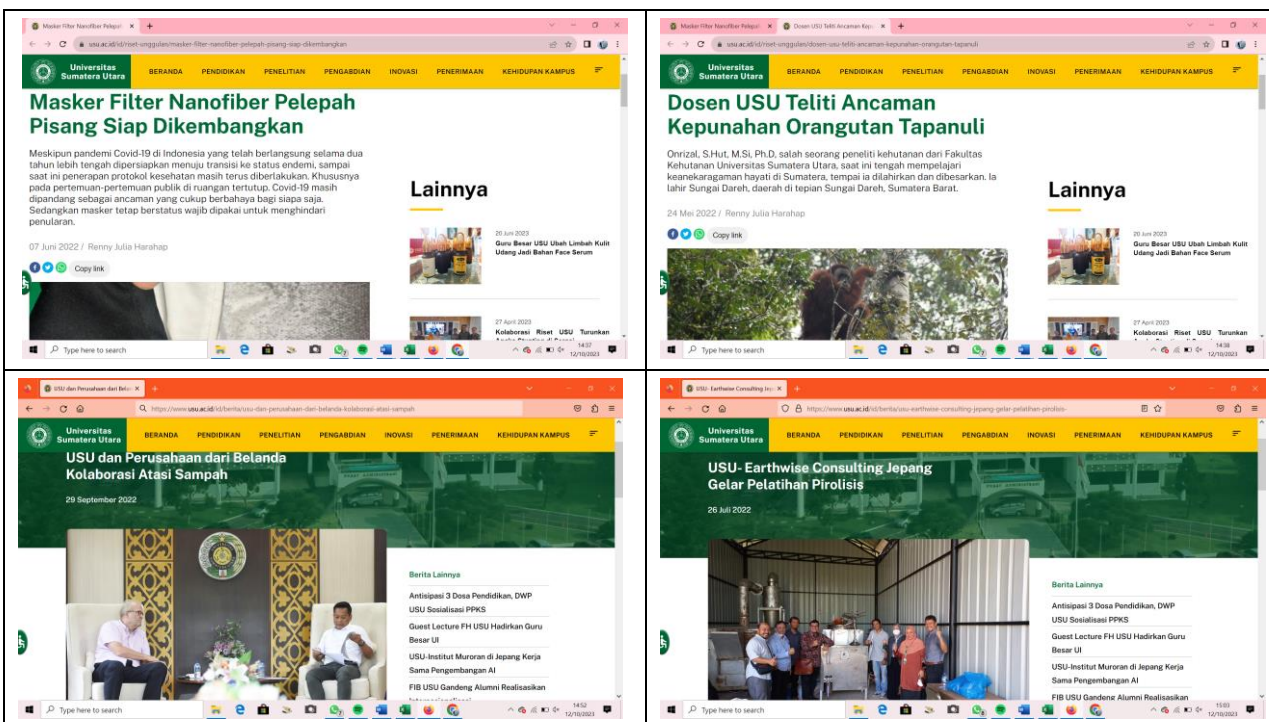 Masker Filter Nanofiber Pelepah
usu.ac.id/id/riset-unggulan/masker-filter-nanofiber-pelepah-pisang-siap-dikembangkan
Universitas
Sumatera Utara
BERANDA PENDIDIKAN PENELITIAN PENGABDIAN INOVASI PENERIMAAN KEHIDUPAN KAMPUS
Masker Filter Nanofiber Pelepah
Pisang Siap Dikembangkan
Meskipun pandemi Covid-19 di Indonesia yang telah berlangsung selama dua
tahun lebih tengah dipersiapkan menuju transisi ke status endemi, sampai
saat ini penerapan protokol kesehatan masih terus diberlakukan. Khususnya
pada pertemuan-pertemuan publik di ruangan tertutup. Covid-19 masih
dipandang sebagai ancaman yang cukup berbahaya bagi siapa saja.
Sedangkan masker tetap berstatus wajib dipakai untuk menghindari
penularan.
07 Juni 2022 / Renny Julia Harahap
Copy link
Lainnya
20 Juni 2023
Guru Besar USU Ubah Limbah Kulit
Udang Jadi Bahan Face Serum
27 April 2023
Kolaborasi Riset USU Turunkan
Type here to search
14:37
12/10/2023
Masker Filter Nanofiber Pelepah
Dosen USU Teliti Ancaman Kepu
usu.ac.id/id/riset-unggulan/dosen-usu-teliti-ancaman-kepunahan-orangutan-tapanuli
Universitas
Sumatera Utara
BERANDA PENDIDIKAN PENELITIAN PENGABDIAN INOVASI PENERIMAAN KEHIDUPAN KAMPUS
Dosen USU Teliti Ancaman
Kepunahan Orangutan Tapanuli
Onrizal, S.Hut, M.Si, Ph.D, salah seorang peneliti kehutanan dari Fakultas
Kehutanan Universitas Sumatera Utara, saat ini tengah mempelajari
keanekaragaman hayati di Sumatera, tempai ia dilahirkan dan dibesarkan. Ia
lahir Sungai Dareh, daerah di tepian Sungai Dareh, Sumatera Barat.
24 Mei 2022 / Renny Julia Harahap
Copy link
Lainnya
20 Juni 2023
Guru Besar USU Ubah Limbah Kulit
Udang Jadi Bahan Face Serum
27 April 2023
Kolaborasi Riset USU Turunkan
Type here to search
14:38
12/10/2023
USU dan Perusahaan dari Belan
https://www.usu.ac.id/id/berita/usu-dan-perusahaan-dari-belanda-kolaborasi-atasi-sampah
Universitas
Sumatera Utara
BERANDA PENDIDIKAN PENELITIAN PENGABDIAN INOVASI PENERIMAAN KEHIDUPAN KAMPUS
USU dan Perusahaan dari Belanda
Kolaborasi Atasi Sampah
29 September 2022
Berita Lainnya
Antisipasi 3 Dosa Pendidikan, DWP
USU Sosialisasi PPKS
Guest Lecture FH USU Hadirkan Guru
Besar UI
USU-Institut Muroran di Jepang Kerja
Sama Pengembangan AI
FIB USU Gandeng Alumni Realisasikan
Type here to search
14:52
12/10/2023
USU- Earthwise Consulting Jep
https://www.usu.ac.id/id/berita/usu-earthwise-consulting-jepang-gelar-pelatihan-pirolisis-
Universitas
Sumatera Utara
BERANDA PENDIDIKAN PENELITIAN PENGABDIAN INOVASI PENERIMAAN KEHIDUPAN KAMPUS
USU- Earthwise Consulting Jepang
Gelar Pelatihan Pirolisis
26 Juli 2022
Berita Lainnya
Antisipasi 3 Dosa Pendidikan, DWP
USU Sosialisasi PPKS
Guest Lecture FH USU Hadirkan Guru
Besar UI
USU-Institut Muroran di Jepang Kerja
Sama Pengembangan AI
FIB USU Gandeng Alumni Realisasikan
Type here to search
15:03
12/10/2023